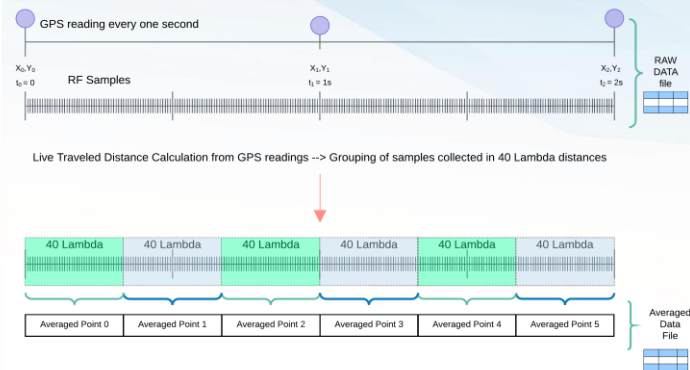 GPS reading every one second
X₀,Y₀
t₀ = 0
X₁,Y₁
t₁ = 1s
X₂,Y₂
t₂ = 2s
RF Samples
RAW
DATA
file
Live Traveled Distance Calculation from GPS readings --> Grouping of samples collected in 40 Lambda distances
40 Lambda
40 Lambda
40 Lambda
40 Lambda
40 Lambda
40 Lambda
Averaged Point 0
Averaged Point 1
Averaged Point 2
Averaged Point 3
Averaged Point 4
Averaged Point 5
Averaged
Data
File